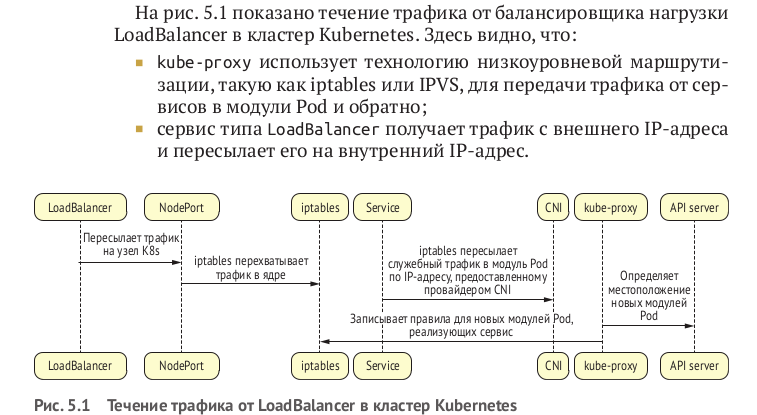 На рис. 5.1 показано течение трафика от балансировщика нагрузки
LoadBalancer в кластер Kubernetes. Здесь видно, что:
▪ kube-proxy использует технологию низкоуровневой маршрути-
зации, такую как iptables или IPVS, для передачи трафика от сер-
висов в модули Pod и обратно;
▪ сервис типа LoadBalancer получает трафик с внешнего IP-адреса
и пересылает его на внутренний IP-адрес.
LoadBalancer NodePort iptables Service CNI kube-proxy API server
Пересылает трафик
на узел K8s
iptables перехватывает
трафик в ядре
iptables пересылает
служебный трафик в модуль Pod
по IP-адресу, предоставленному
провайдером CNI
Определяет
местоположение
новых модулей
Pod
Записывает правила для новых модулей Pod,
реализующих сервис
LoadBalancer NodePort iptables Service CNI kube-proxy API server
Рис. 5.1 Течение трафика от LoadBalancer в кластер Kubernetes